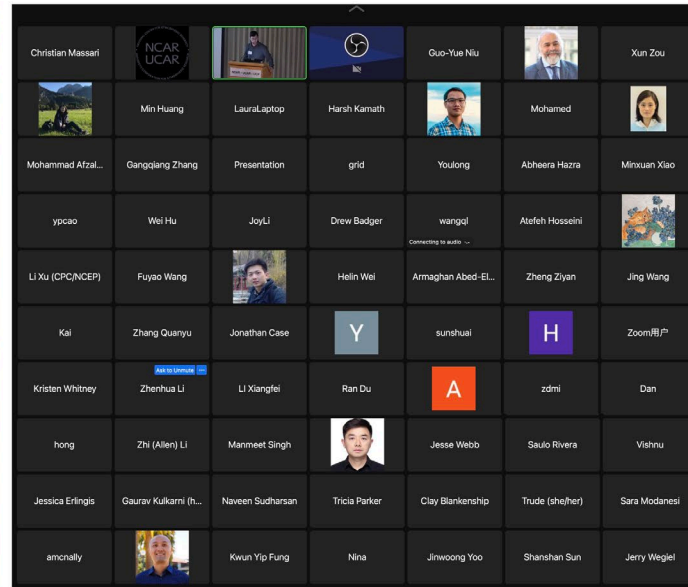 Christian Massari
NCAR
UCAR
Guo-Yue Niu
Xun Zou
Min Huang
LauraLaptop
Harsh Kamath
Mohamed
Mohammad Afzal...
Gangqiang Zhang
Presentation
grid
Youlong
Abheera Hazra
Minxuan Xiao
ypcao
Wei Hu
JoyLi
Drew Badger
wangql
Connecting to audio
Atefeh Hosseini
Li Xu (CPC/NCEP)
Fuyao Wang
Helin Wei
Armaghan Abed-El...
Zheng Ziyan
Jing Wang
Kai
Zhang Quanyu
Jonathan Case
Y
sunshuai
H
Zoom用户
Kristen Whitney
Ask to Unmute ...
Zhenhua Li
LI Xiangfei
Ran Du
A
zdmi
Dan
hong
Zhi (Allen) Li
Manmeet Singh
Jesse Webb
Saulo Rivera
Vishnu
Jessica Erlingis
Gaurav Kulkarni (h...
Naveen Sudharsan
Tricia Parker
Clay Blankenship
Trude (she/her)
Sara Modanesi
amcnally
Kwun Yip Fung
Nina
Jinwoong Yoo
Shanshan Sun
Jerry Wegiel